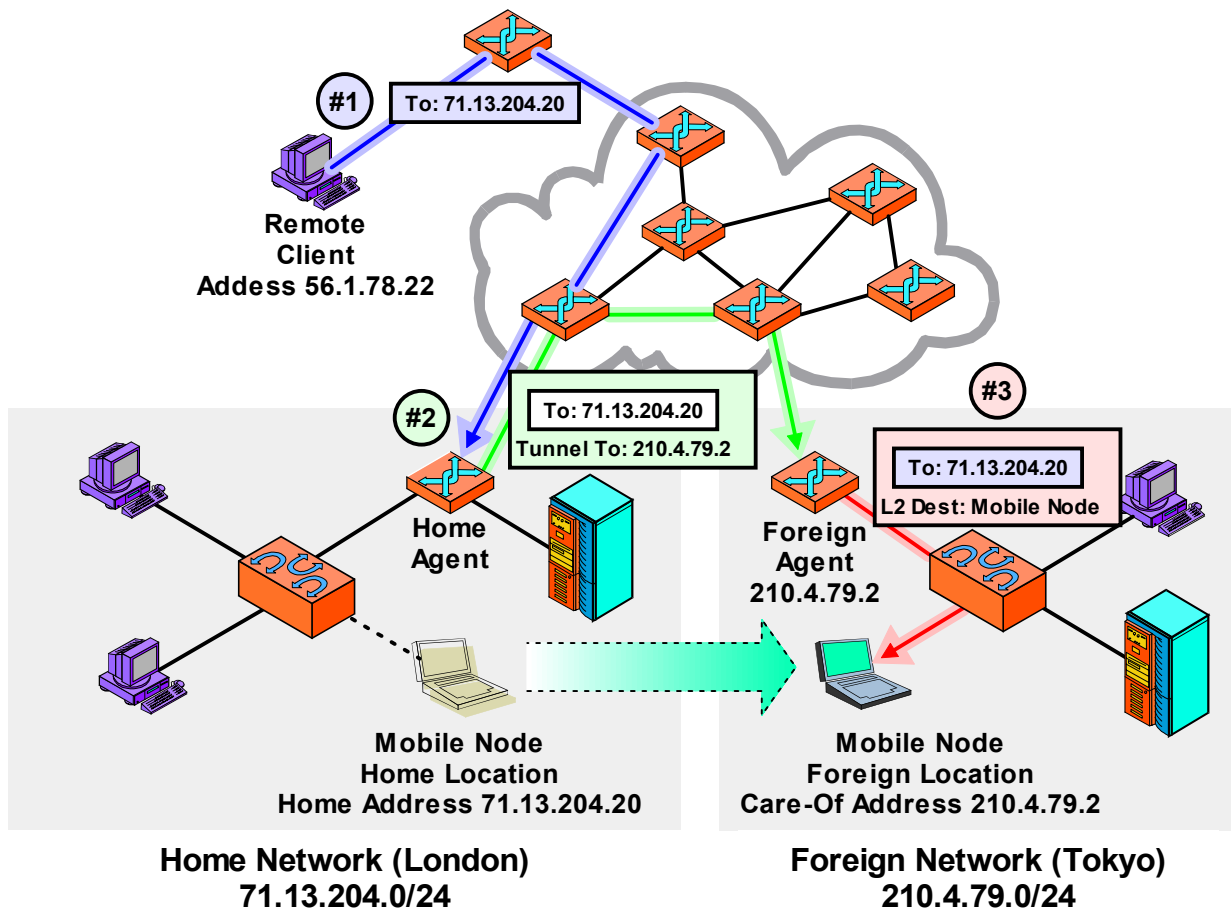 #1
To: 71.13.204.20
Remote
Client
Addess 56.1.78.22
#2
To: 71.13.204.20
Tunnel To: 210.4.79.2
#3
To: 71.13.204.20
L2 Dest: Mobile Node
Home
Agent
Foreign
Agent
210.4.79.2
Mobile Node
Home Location
Home Address 71.13.204.20
Mobile Node
Foreign Location
Care-Of Address 210.4.79.2
Home Network (London)
71.13.204.0/24
Foreign Network (Tokyo)
210.4.79.0/24